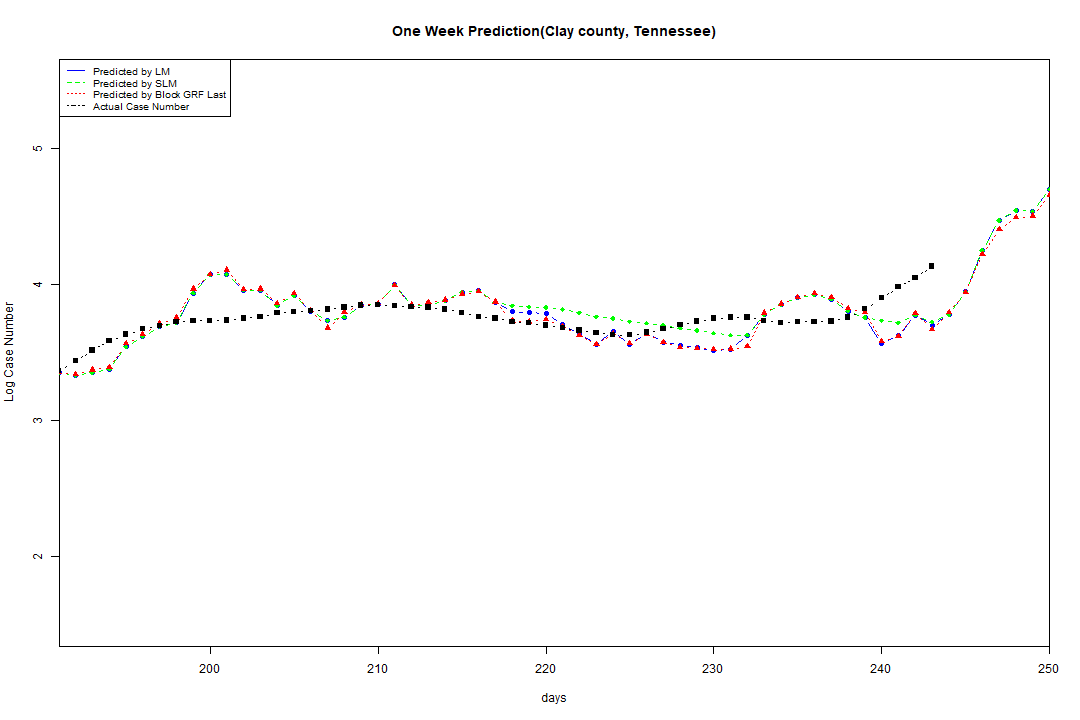 One Week Prediction(Clay county, Tennessee)
Predicted by LM
Predicted by SLM
Predicted by Block GRF Last
Actual Case Number
Log Case Number
5
4
3
2
200
210
220
230
240
250
days